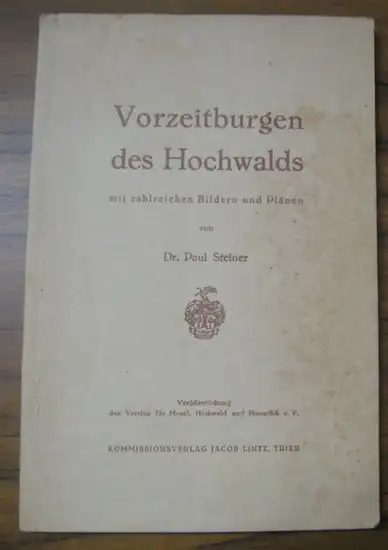 Vorzeitburgen
des Hochwalds
mit zahlreichen Bildern und Plänen
von
Dr. Paul Steiner
Veröffentlichung
des Vereins für Mosel, Hochwald und Hunsrück e. V.
KOMMISSIONSVERLAG JACOB LINTZ, TRIER